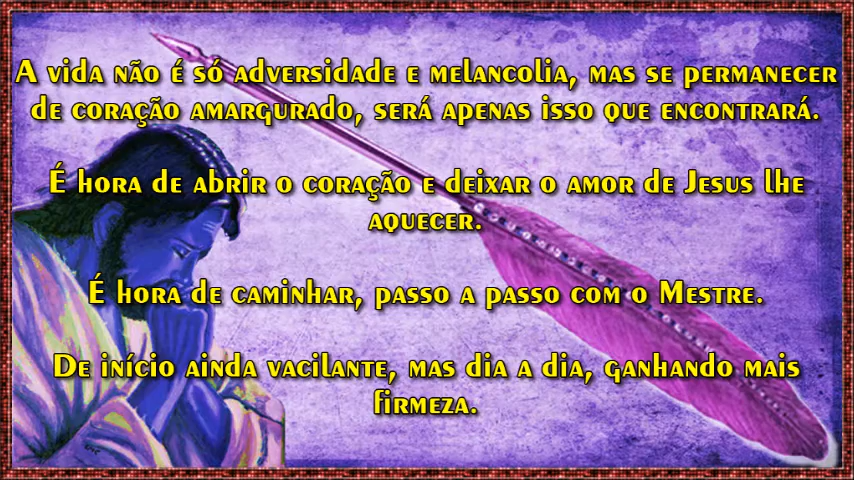 A vida não é só adversidade e melancolia, mas se permanecer
de coração amargurado, será apenas isso que encontrará.
É hora de abrir o coração e deixar o amor de Jesus lhe
aquecer.
É hora de caminhar, passo a passo com o Mestre.
De início ainda vacilante, mas dia a dia, ganhando mais
firmeza.